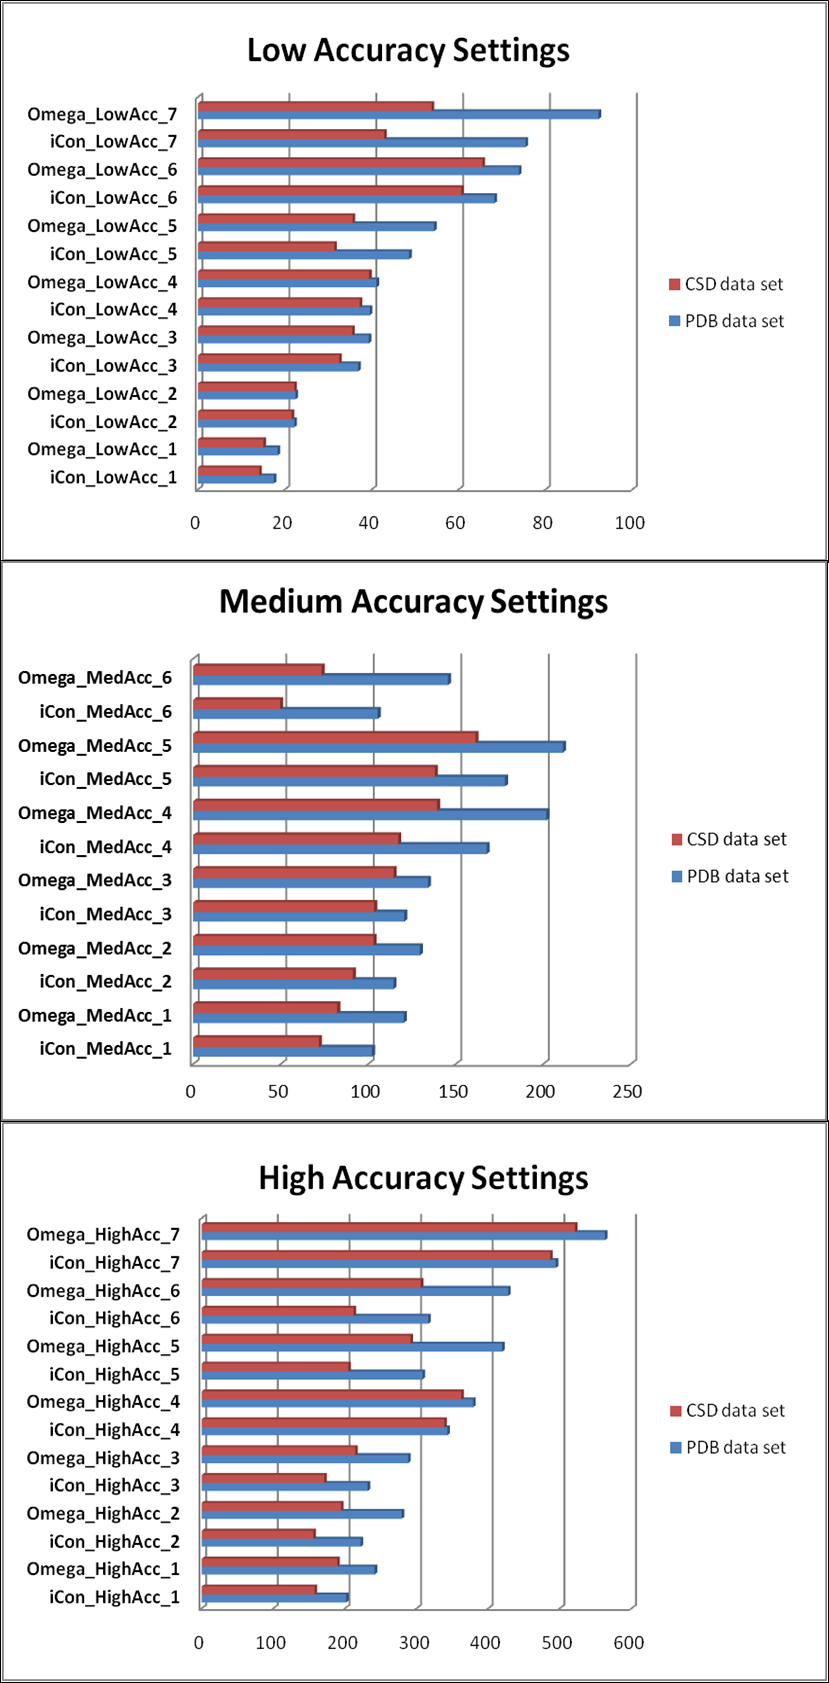 Low Accuracy Settings
Omega_LowAcc_7
iCon_LowAcc_7
Omega_LowAcc_6
iCon_LowAcc_6
Omega_LowAcc_5
iCon_LowAcc_5
Omega_LowAcc_4
iCon_LowAcc_4
Omega_LowAcc_3
iCon_LowAcc_3
Omega_LowAcc_2
iCon_LowAcc_2
Omega_LowAcc_1
iCon_LowAcc_1
CSD data set
PDB data set
0 20 40 60 80 100
Medium Accuracy Settings
Omega_MedAcc_6
iCon_MedAcc_6
Omega_MedAcc_5
iCon_MedAcc_5
Omega_MedAcc_4
iCon_MedAcc_4
Omega_MedAcc_3
iCon_MedAcc_3
Omega_MedAcc_2
iCon_MedAcc_2
Omega_MedAcc_1
iCon_MedAcc_1
CSD data set
PDB data set
0 50 100 150 200 250
High Accuracy Settings
Omega_HighAcc_7
iCon_HighAcc_7
Omega_HighAcc_6
iCon_HighAcc_6
Omega_HighAcc_5
iCon_HighAcc_5
Omega_HighAcc_4
iCon_HighAcc_4
Omega_HighAcc_3
iCon_HighAcc_3
Omega_HighAcc_2
iCon_HighAcc_2
Omega_HighAcc_1
iCon_HighAcc_1
CSD data set
PDB data set
0 100 200 300 400 500 600